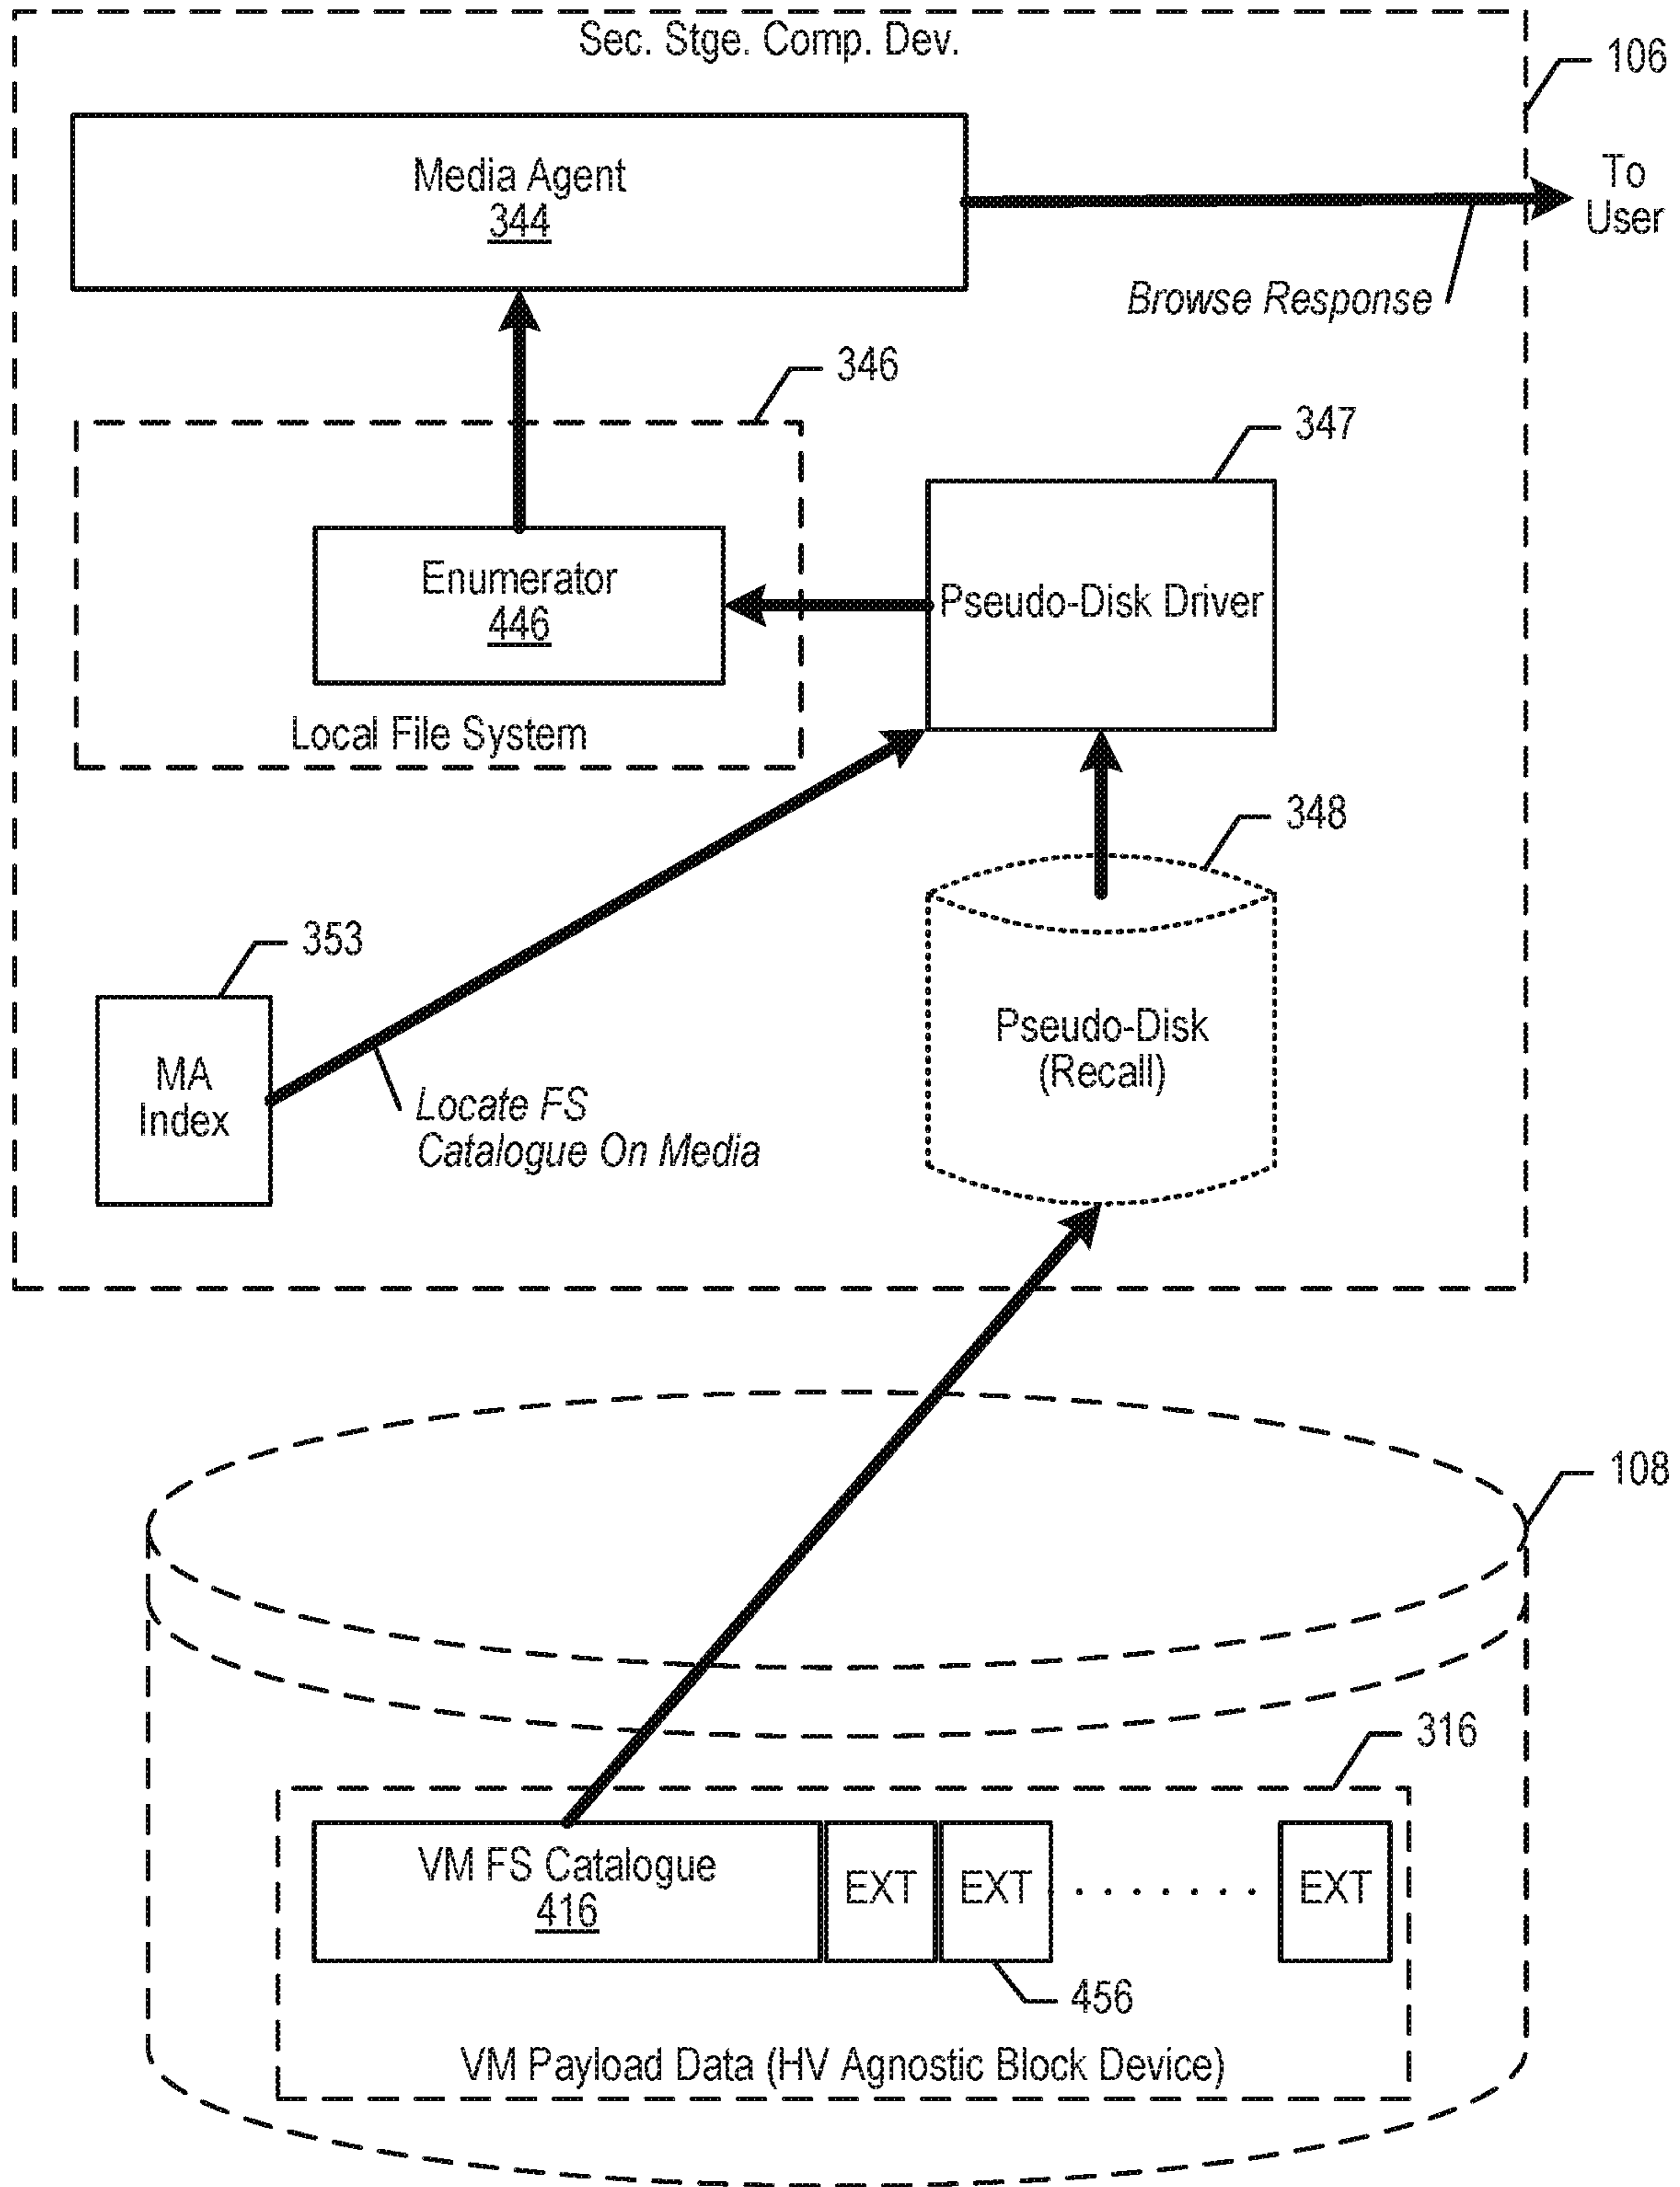 Sec. Stge. Comp. Dev.
106
Media Agent
344
To
User
Browse Response
346
347
Enumerator
446
Pseudo-Disk Driver
Local File System
348
353
MA
Index
Pseudo-Disk
(Recall)
Locate FS
Catalogue On Media
108
316
VM FS Catalogue
416
EXT
EXT
. . . . . . . .
EXT
456
VM Payload Data (HV Agnostic Block Device)